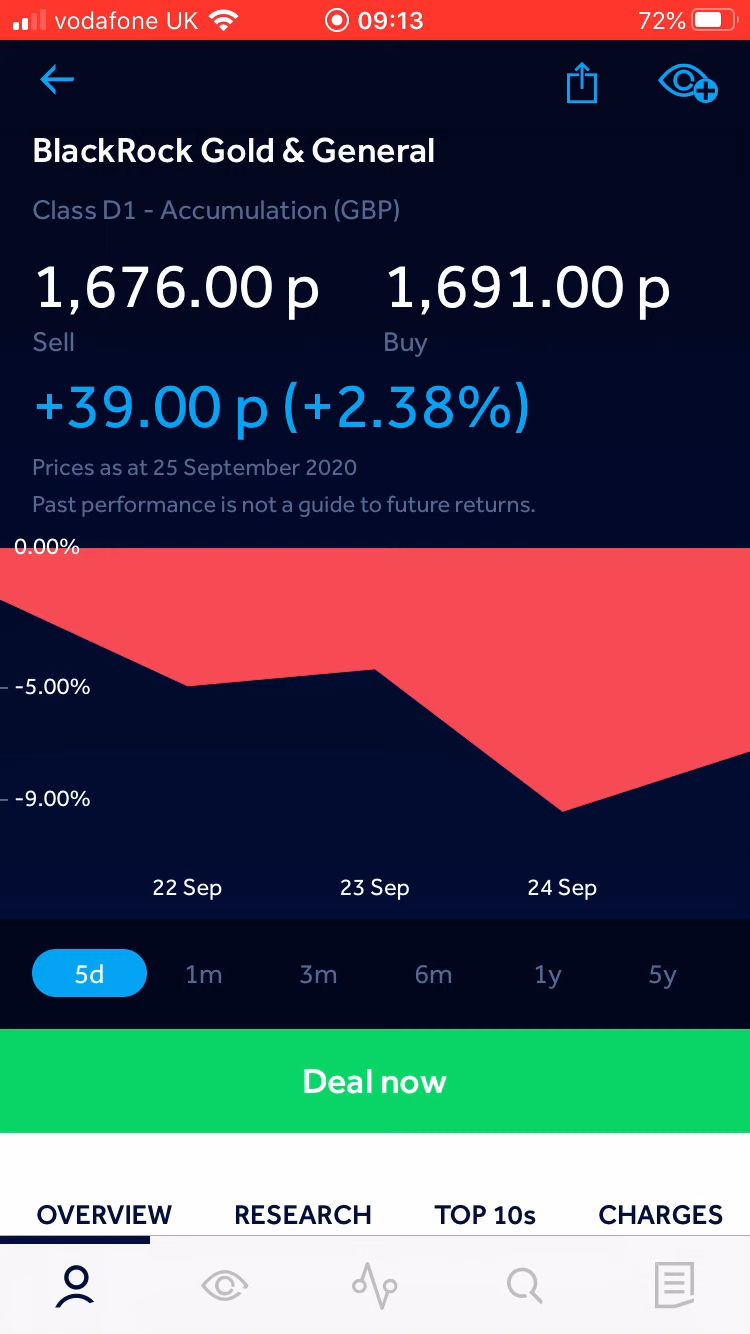 vodafone UK 09:13 72%
BlackRock Gold & General
Class D1 - Accumulation (GBP)
1,676.00 p 1,691.00 p
Sell Buy
+39.00 p (+2.38%)
Prices as at 25 September 2020
Past performance is not a guide to future returns.
0.00%
-5.00%
-9.00%
22 Sep 23 Sep 24 Sep
5d 1m 3m 6m 1y 5y
Deal now
OVERVIEW RESEARCH TOP 10s CHARGES